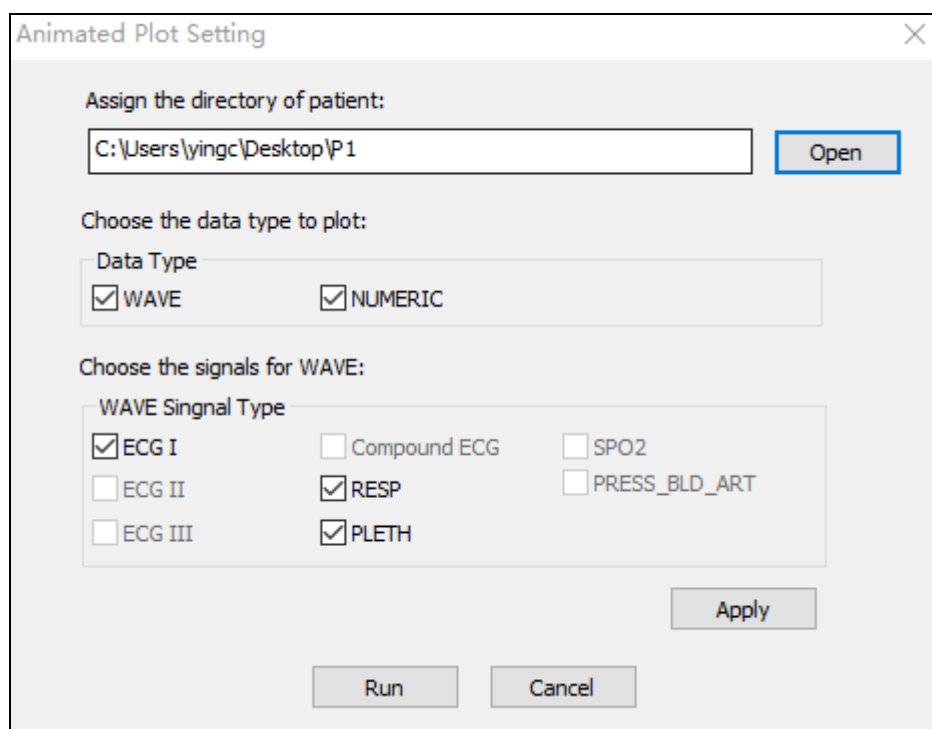 Animated Plot Setting
Assign the directory of patient:
C:\Users\yingc\Desktop\P1
Open
Choose the data type to plot:
Data Type
WAVE NUMERIC
Choose the signals for WAVE:
WAVE Singnal Type
ECG I Compound ECG SPO2
ECG II RESP PRESS_BLD_ART
ECG III PLETH
Apply
Run Cancel